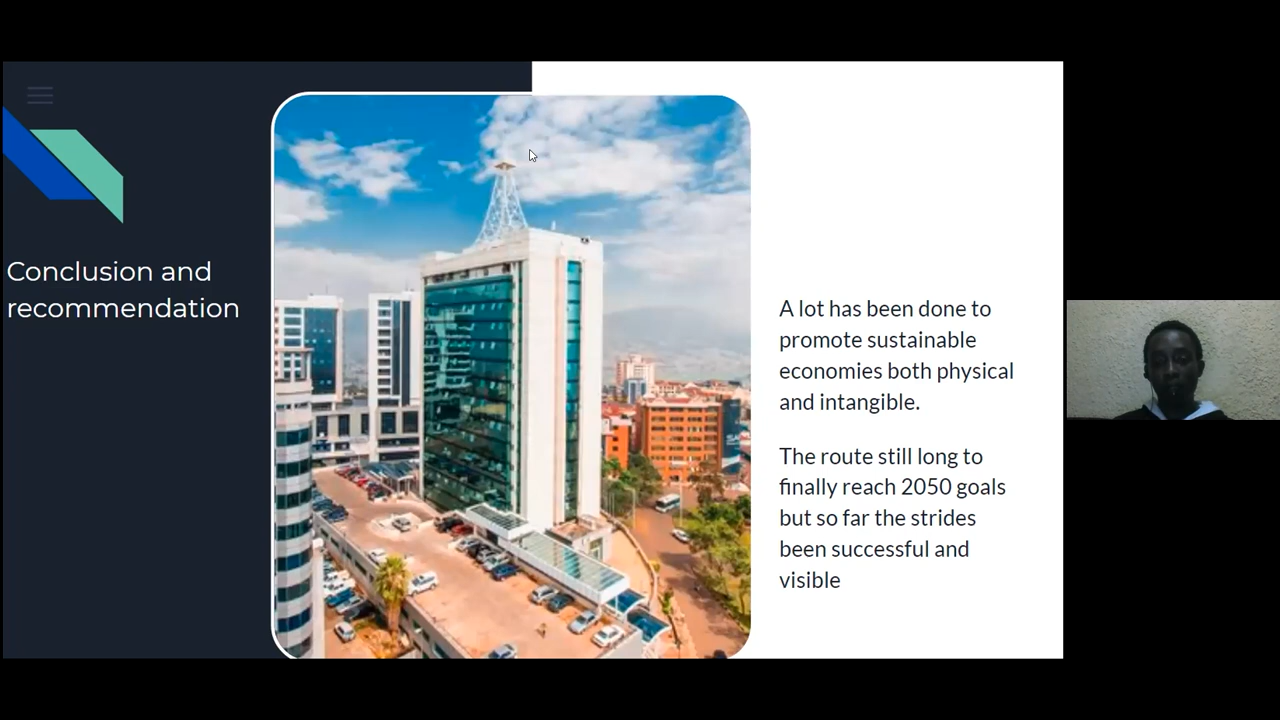 Conclusion and
recommendation
A lot has been done to
promote sustainable
economies both physical
and intangible.
The route still long to
finally reach 2050 goals
but so far the strides
been successful and
visible